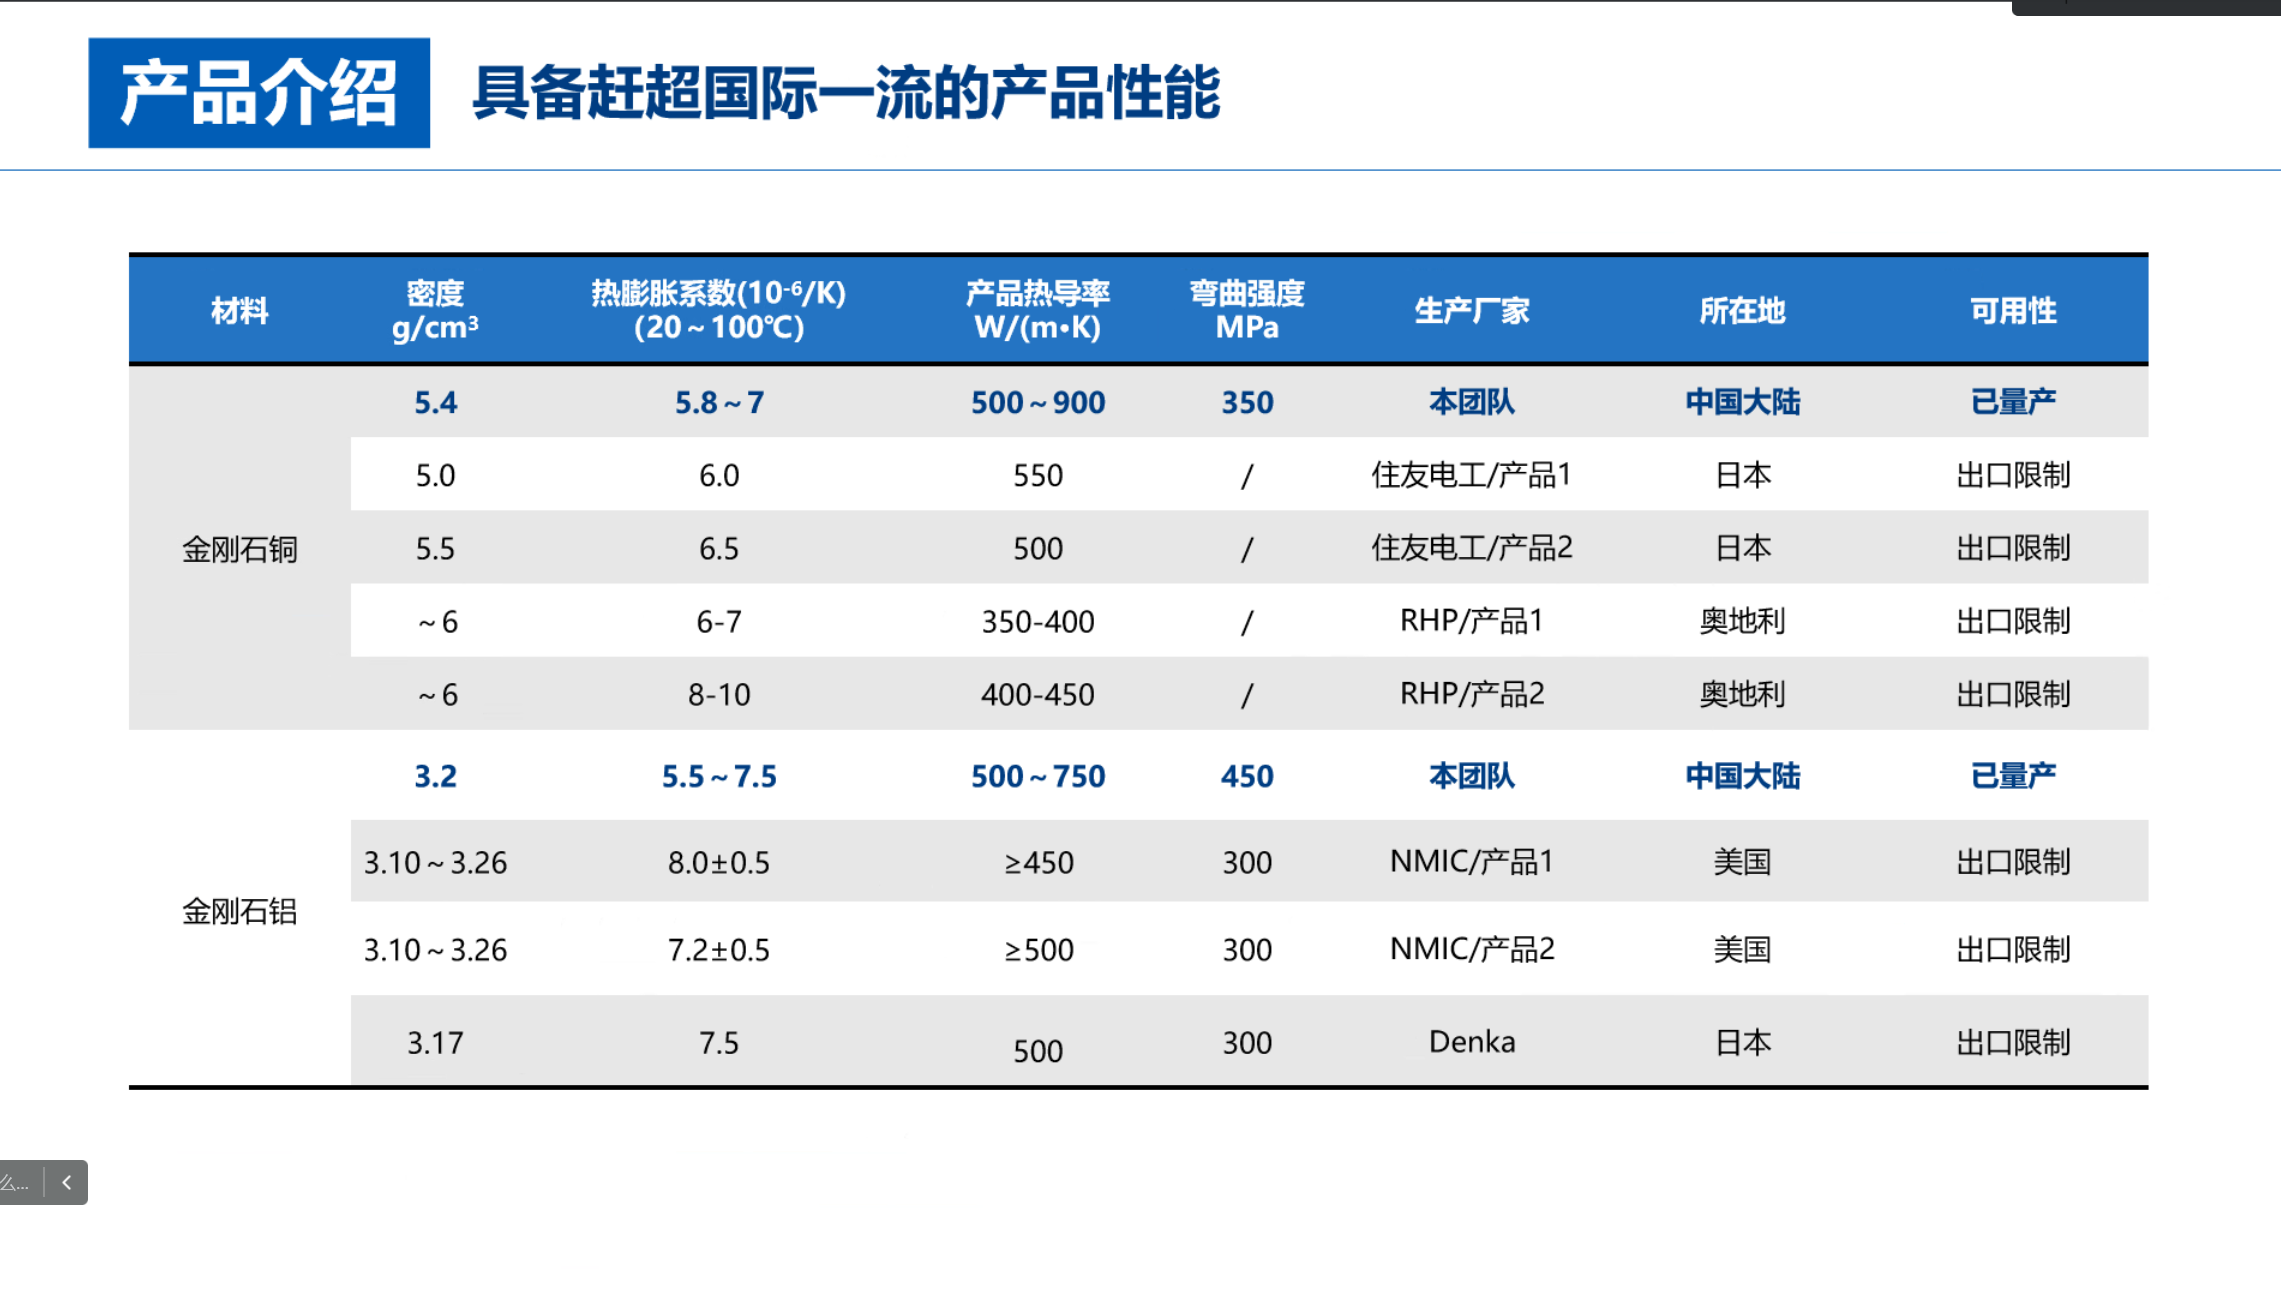 产品介绍 具备赶超国际一流的产品性能
材料 密度 g/cm³ 热膨胀系数(10⁻⁶/K) (20～100℃) 产品热导率 W/(m•K) 弯曲强度 MPa 生产厂家 所在地 可用性
金刚石铜
5.4 5.8～7 500～900 350 本团队 中国大陆 已量产
5.0 6.0 550 / 住友电工/产品1 日本 出口限制
5.5 6.5 500 / 住友电工/产品2 日本 出口限制
～6 6-7 350-400 / RHP/产品1 奥地利 出口限制
～6 8-10 400-450 / RHP/产品2 奥地利 出口限制
金刚石铝
3.2 5.5～7.5 500～750 450 本团队 中国大陆 已量产
3.10～3.26 8.0±0.5 ≥450 300 NMIC/产品1 美国 出口限制
3.10～3.26 7.2±0.5 ≥500 300 NMIC/产品2 美国 出口限制
3.17 7.5 500 300 Denka 日本 出口限制
么...